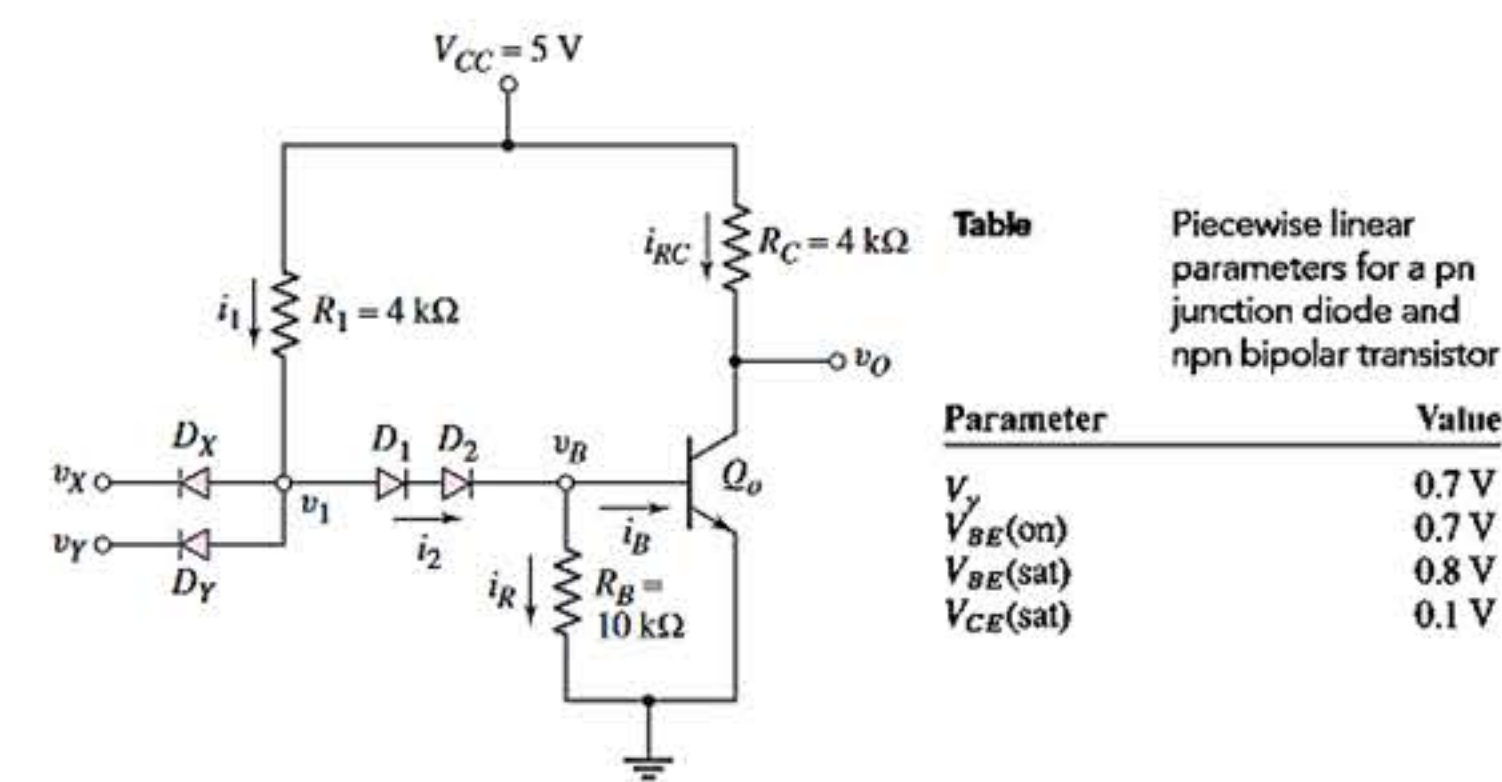 V_CC = 5 V
i_RC
R_C = 4 kΩ
i_1
R_1 = 4 kΩ
v_O
D_X
D_1
D_2
v_B
v_X
v_1
Q_o
v_Y
D_Y
i_2
i_B
i_R
R_B =
10 kΩ
Table
Piecewise linear
parameters for a pn
junction diode and
npn bipolar transistor
Parameter Value
V_γ 0.7 V
V_BE(on) 0.7 V
V_BE(sat) 0.8 V
V_CE(sat) 0.1 V